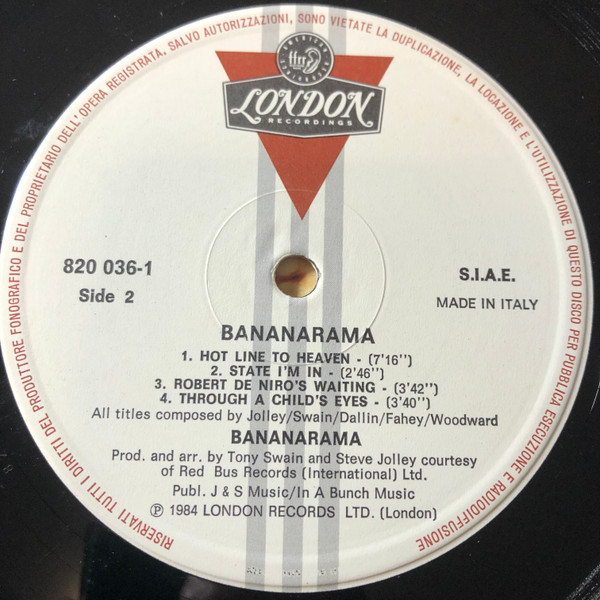 RISERVATI TUTTI I DIRITTI DEL PRODUTTORE FONOGRAFICO E DEL PROPRIETARIO DELL'OPERA REGISTRATA. SALVO AUTORIZZAZIONI, SONO VIETATE LA DUPLICAZIONE, LA LOCAZIONE E L'UTILIZZAZIONE DI QUESTO DISCO PER PUBBLICA ESECUZIONE E RADIODIFFUSIONE
ffrr
LONDON
RECORDINGS
820 036-1
Side 2
S.I.A.E.
MADE IN ITALY
BANANARAMA
1. HOT LINE TO HEAVEN - (7'16'')
2. STATE I'M IN - (2'46'')
3. ROBERT DE NIRO'S WAITING - (3'42'')
4. THROUGH A CHILD'S EYES - (3'40'')
All titles composed by Jolley/Swain/Dallin/Fahey/Woodward
BANANARAMA
Prod. and arr. by Tony Swain and Steve Jolley courtesy
of Red Bus Records (International) Ltd.
Publ. J & S Music/In A Bunch Music
℗ 1984 LONDON RECORDS LTD. (London)